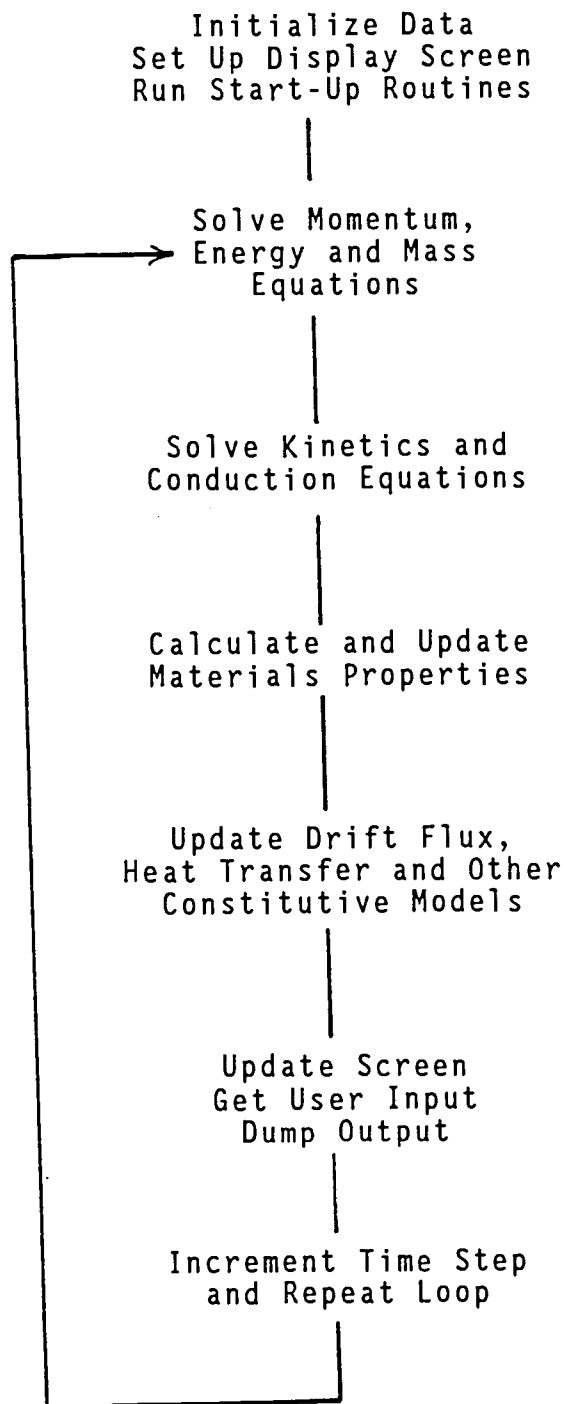 Initialize Data
Set Up Display Screen
Run Start-Up Routines
Solve Momentum,
Energy and Mass
Equations
Solve Kinetics and
Conduction Equations
Calculate and Update
Materials Properties
Update Drift Flux,
Heat Transfer and Other
Constitutive Models
Update Screen
Get User Input
Dump Output
Increment Time Step
and Repeat Loop